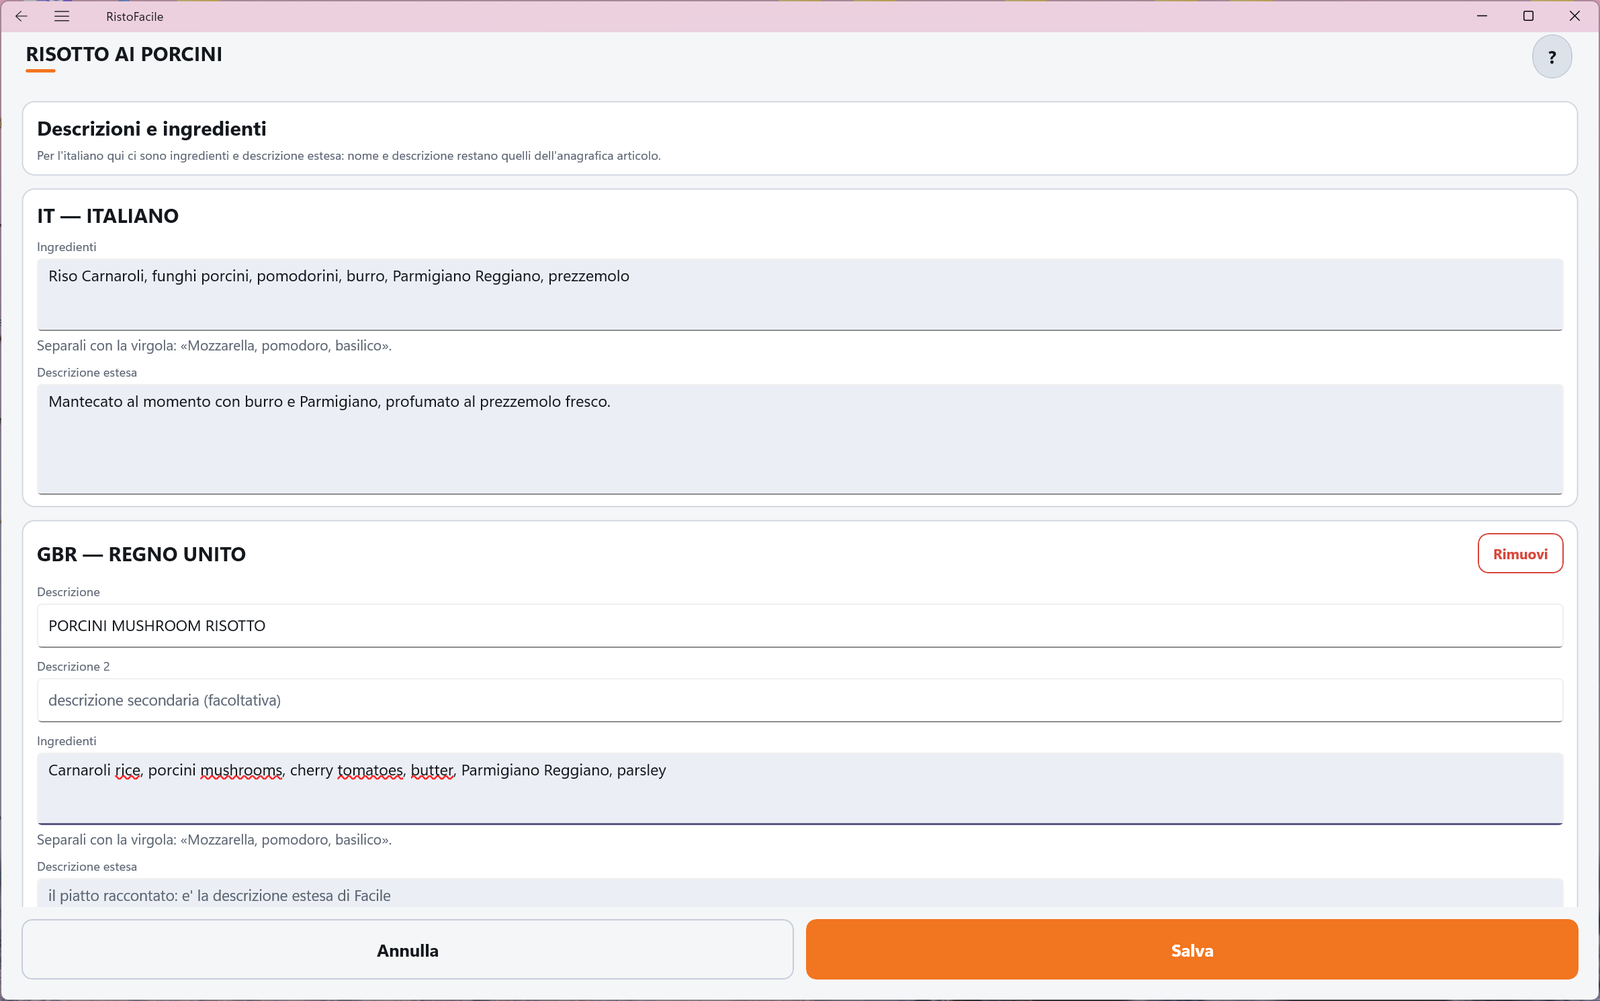 RistoFacile
RISOTTO AI PORCINI
?
Descrizioni e ingredienti
Per l'italiano qui ci sono ingredienti e descrizione estesa: nome e descrizione restano quelli dell'anagrafica articolo.
IT — ITALIANO
Ingredienti
Riso Carnaroli, funghi porcini, pomodorini, burro, Parmigiano Reggiano, prezzemolo
Separali con la virgola: «Mozzarella, pomodoro, basilico».
Descrizione estesa
Mantecato al momento con burro e Parmigiano, profumato al prezzemolo fresco.
GBR — REGNO UNITO
Rimuovi
Descrizione
PORCINI MUSHROOM RISOTTO
Descrizione 2
descrizione secondaria (facoltativa)
Ingredienti
Carnaroli rice, porcini mushrooms, cherry tomatoes, butter, Parmigiano Reggiano, parsley
Separali con la virgola: «Mozzarella, pomodoro, basilico».
Descrizione estesa
il piatto raccontato: e' la descrizione estesa di Facile
Annulla
Salva